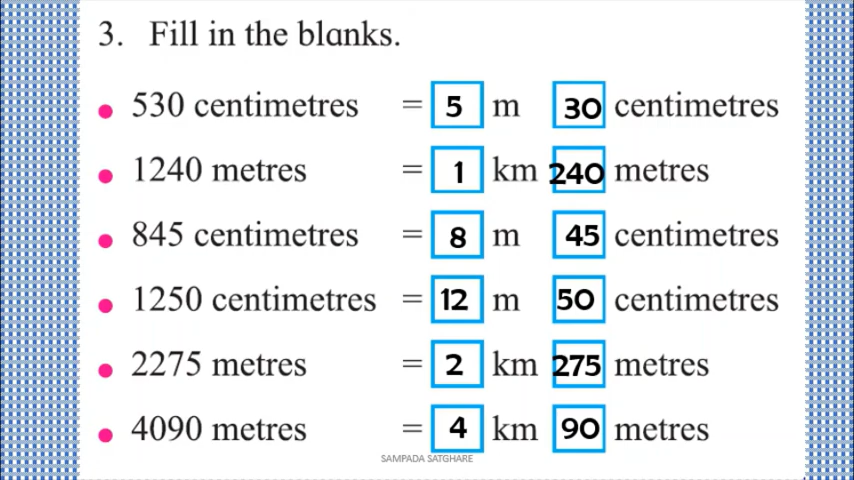 3. Fill in the blanks.
• 530 centimetres = 5 m 30 centimetres
• 1240 metres = 1 km 240 metres
• 845 centimetres = 8 m 45 centimetres
• 1250 centimetres = 12 m 50 centimetres
• 2275 metres = 2 km 275 metres
• 4090 metres = 4 km 90 metres
SAMPADA SATGHARE